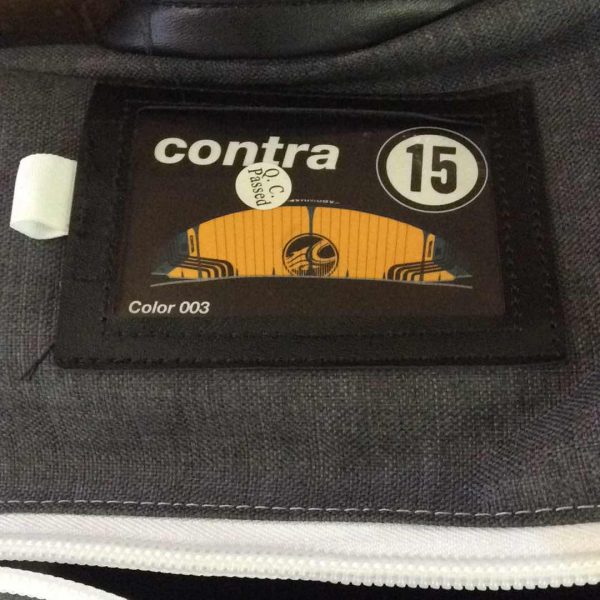 contra
15
Q. C.
Passed
Color 003